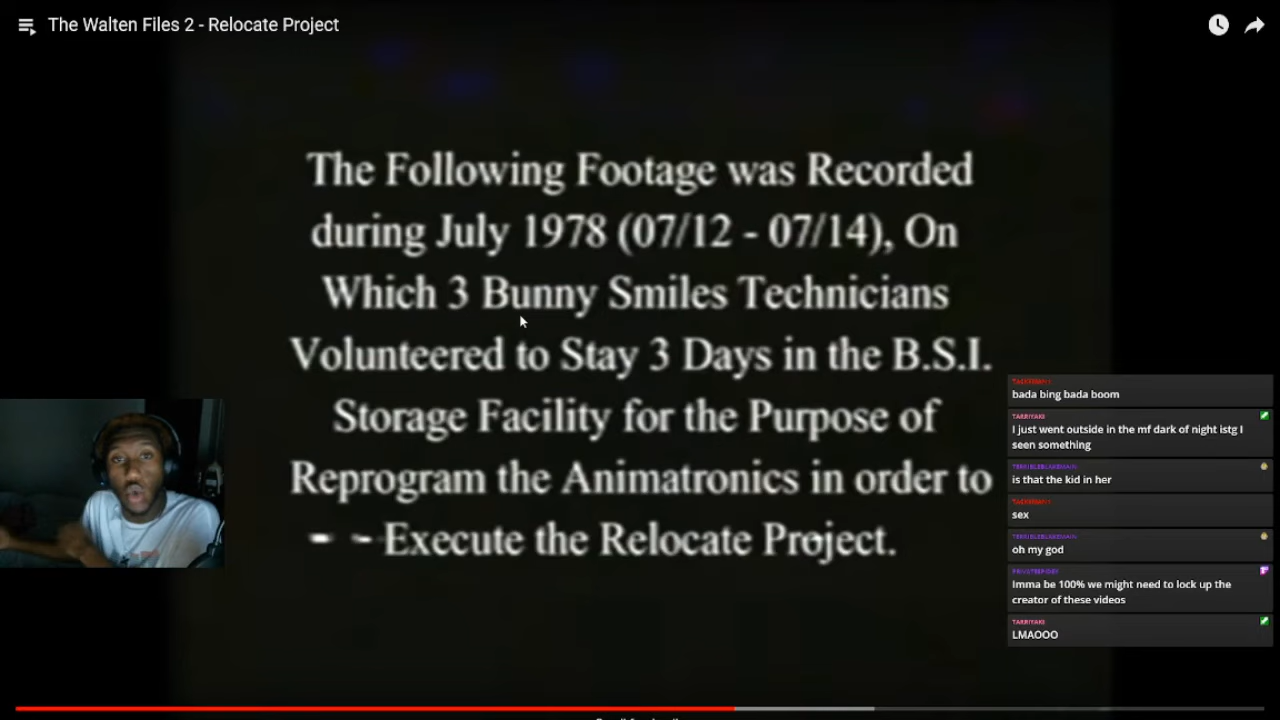 The Walten Files 2 - Relocate Project
The Following Footage was Recorded
during July 1978 (07/12 - 07/14), On
Which 3 Bunny Smiles Technicians
Volunteered to Stay 3 Days in the B.S.I.
Storage Facility for the Purpose of
Reprogram the Animatronics in order to
- -Execute the Relocate Project.
bada bing bada boom
TARRIYAKI
I just went outside in the mf dark of night istg I
seen something
is that the kid in her
sex
oh my god
Imma be 100% we might need to lock up the
creator of these videos
TARRIYAKI
LMAOOO